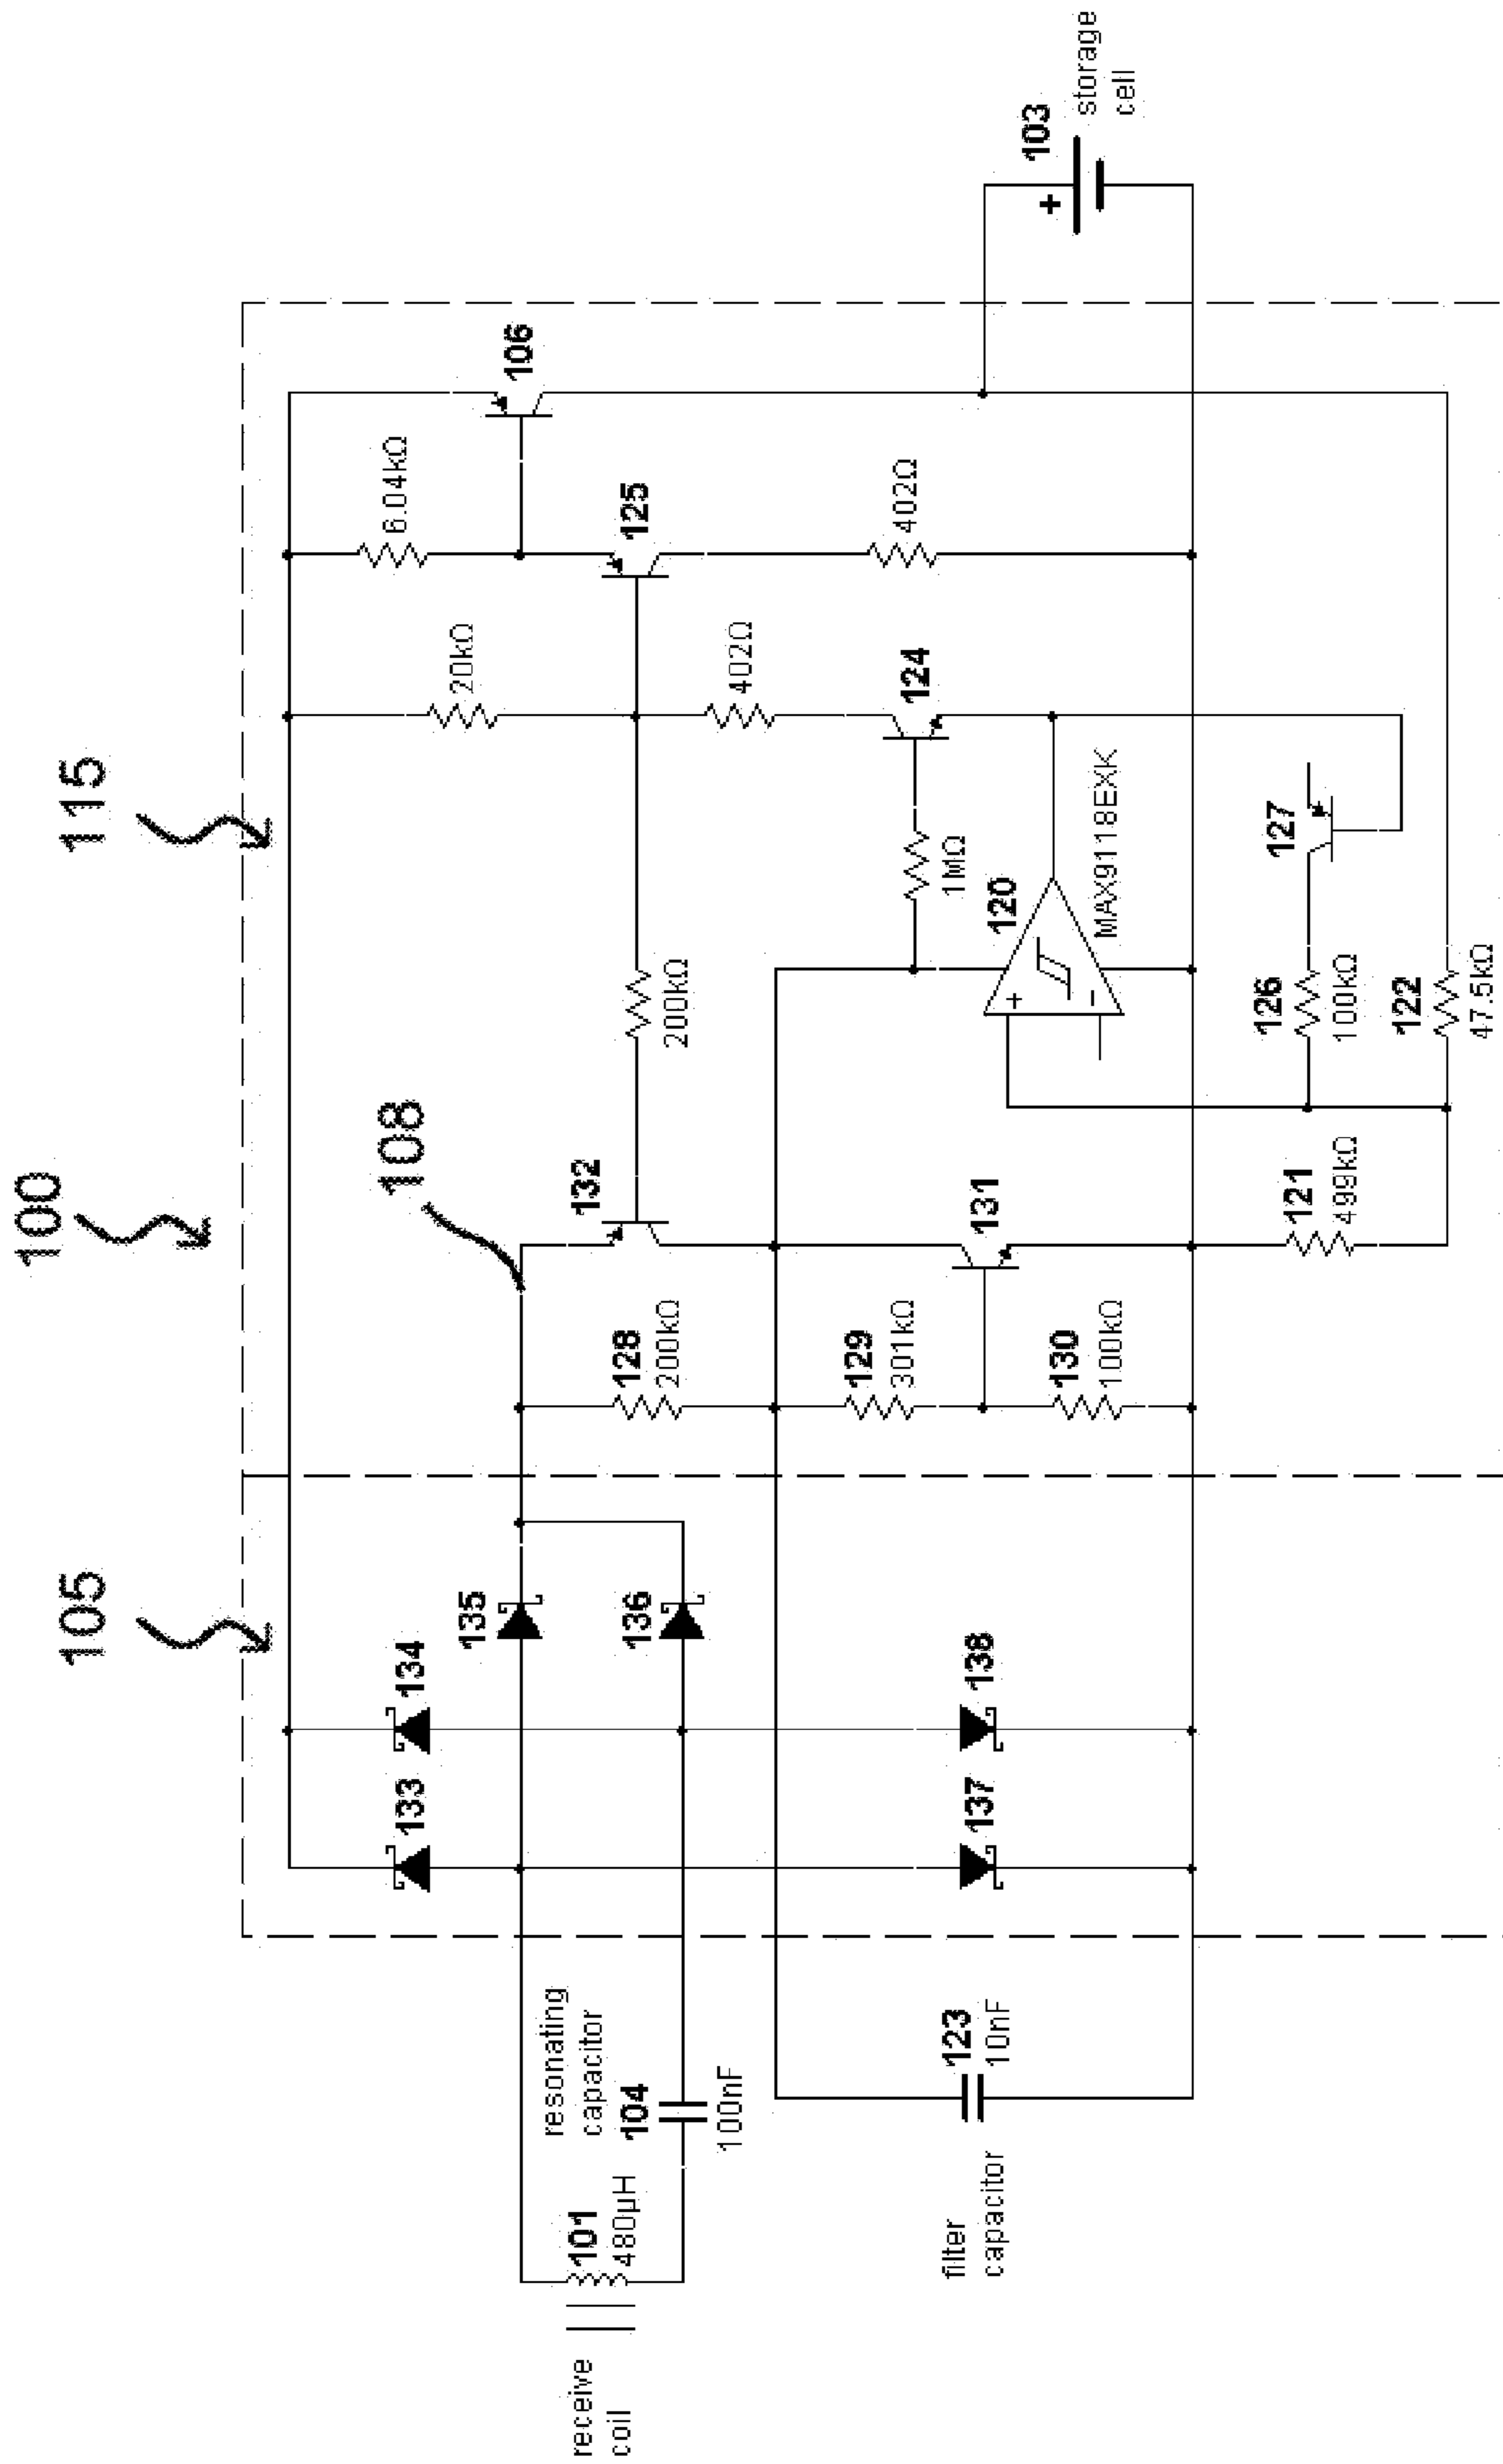 100
105
115
108
133
134
135
136
137
138
receive
coil
101
480µH
resonating
capacitor
104
100nF
filter
capacitor
123
10nF
128
200kΩ
129
301kΩ
130
100kΩ
132
131
121
499kΩ
200kΩ
120
MAX9118EXK
+
−
1MΩ
126
100kΩ
122
47.5kΩ
127
20kΩ
402Ω
124
6.04kΩ
125
402Ω
106
103
+
storage
cell